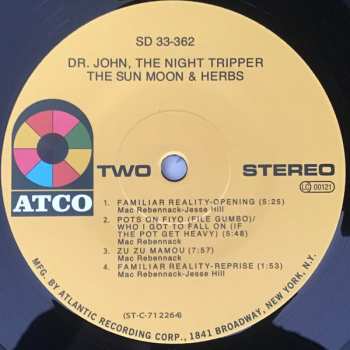 SD 33-362
DR. JOHN, THE NIGHT TRIPPER
THE SUN MOON & HERBS
ATCO
TWO
STEREO
LC 00121
1. FAMILIAR REALITY-OPENING (5:25)
Mac Rebennack-Jesse Hill
2. POTS ON FIYO (FILE GUMBO)/
WHO I GOT TO FALL ON (IF
THE POT GET HEAVY) (5:48)
Mac Rebennack
3. ZU ZU MAMOU (7:57)
Mac Rebennack
4. FAMILIAR REALITY-REPRISE (1:53)
Mac Rebennack-Jesse Hill
(ST-C-712264)
MFG. BY ATLANTIC RECORDING CORP., 1841 BROADWAY, NEW YORK, N.Y.